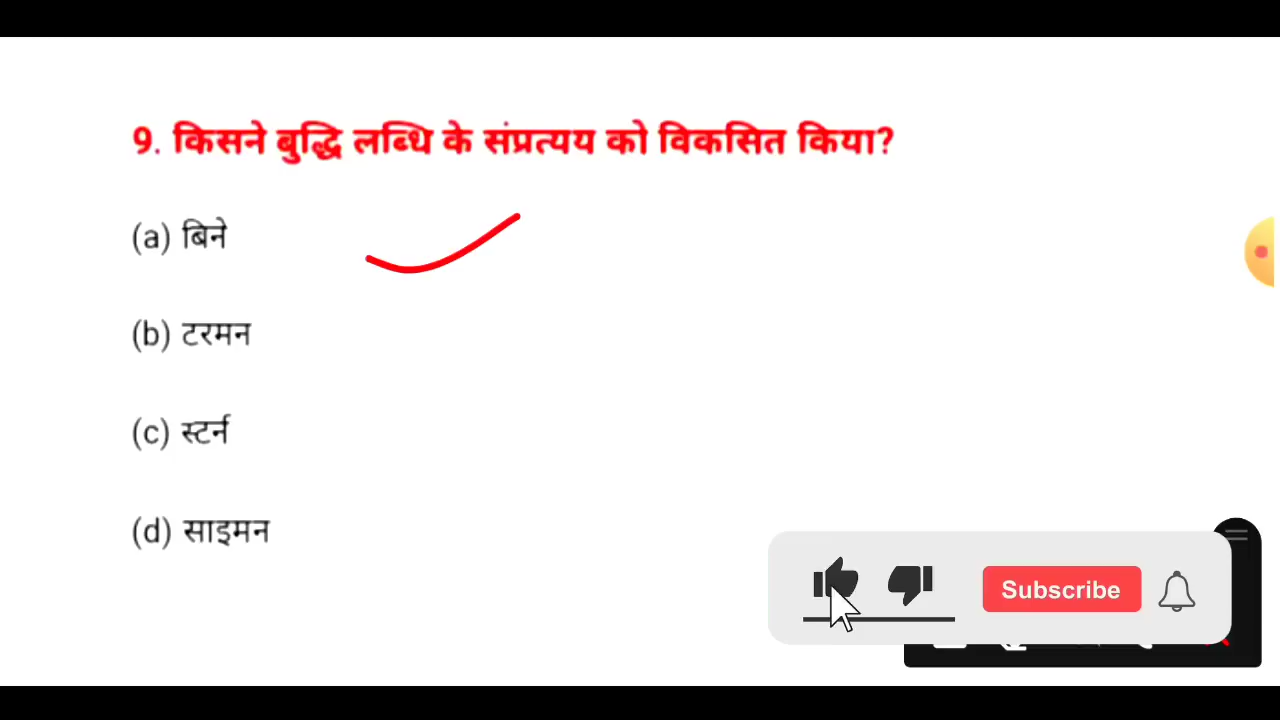 9. किसने बुद्धि लब्धि के संप्रत्यय को विकसित किया?
(a) बिने
(b) टरमन
(c) स्टर्न
(d) साइमन
Subscribe